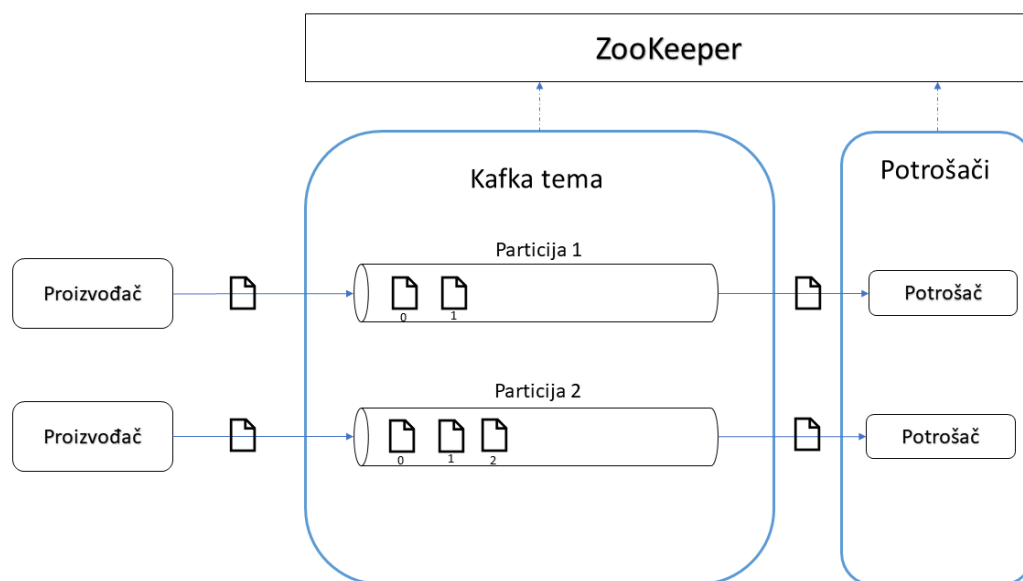 ZooKeeper
Kafka tema
Potrošači
Particija 1
Proizvođač
0
1
Potrošač
Particija 2
Proizvođač
0
1
2
Potrošač